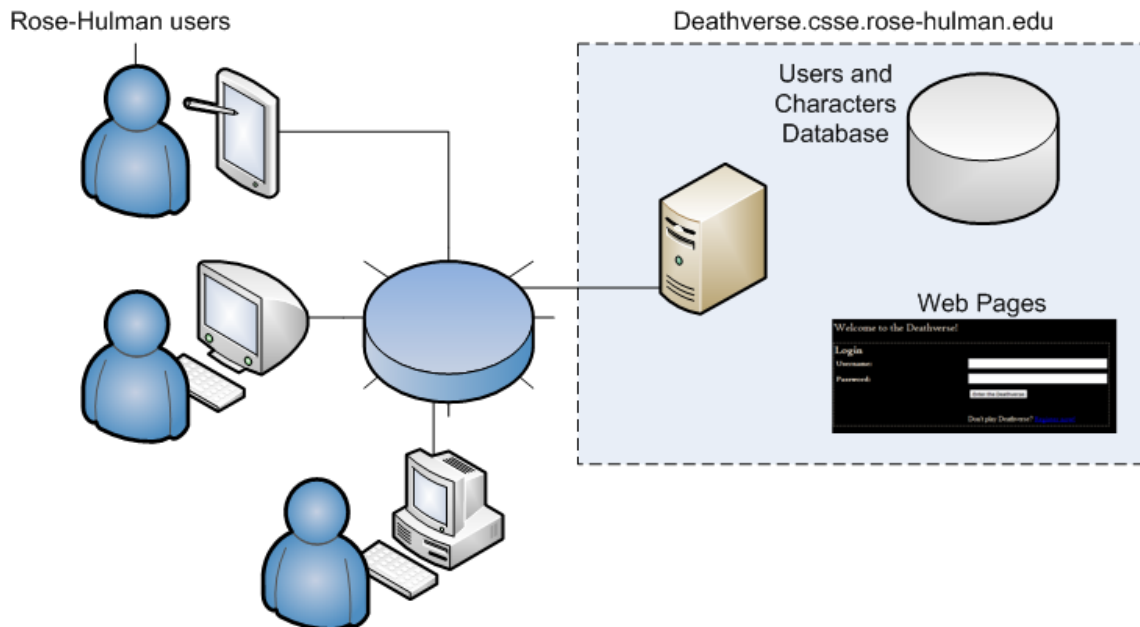 Rose-Hulman users
Deathverse.csse.rose-hulman.edu
Users and
Characters
Database
Web Pages
Welcome to the Deathverse!
Login
Username:
Password:
Enter the Deathverse
Don't play Deathverse?